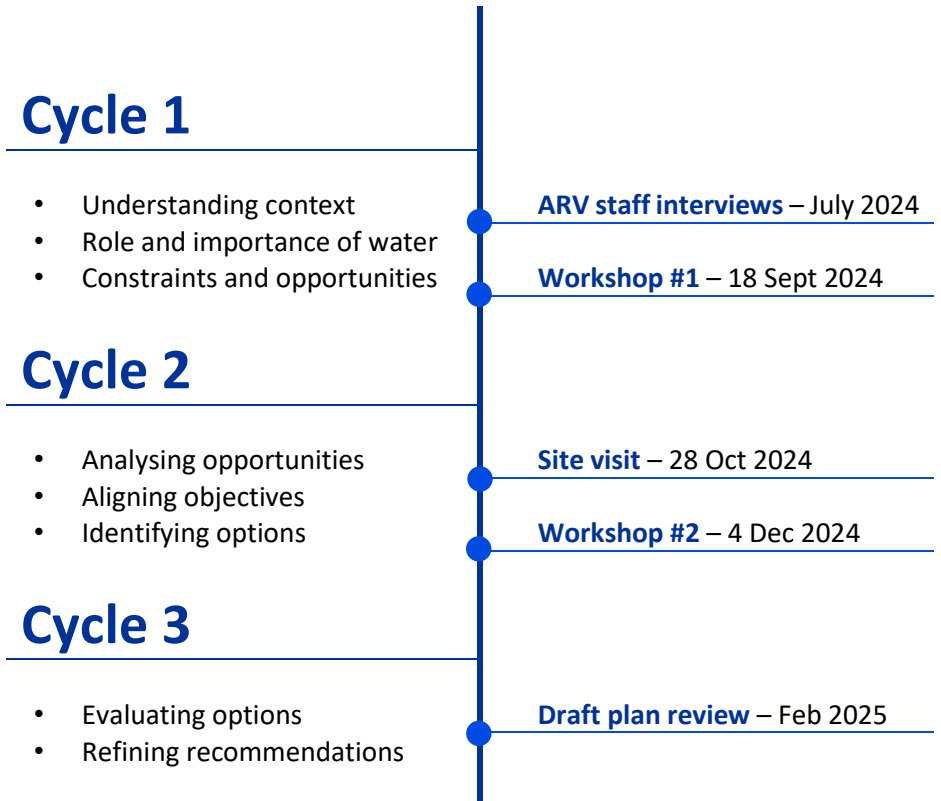 Cycle 1
• Understanding context
• Role and importance of water
• Constraints and opportunities
ARV staff interviews – July 2024
Workshop #1 – 18 Sept 2024
Cycle 2
• Analysing opportunities
• Aligning objectives
• Identifying options
Site visit – 28 Oct 2024
Workshop #2 – 4 Dec 2024
Cycle 3
• Evaluating options
• Refining recommendations
Draft plan review – Feb 2025